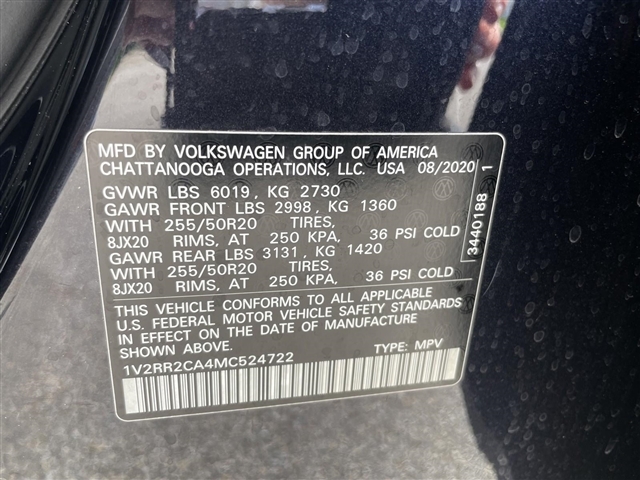 MFD BY VOLKSWAGEN GROUP OF AMERICA
CHATTANOOGA OPERATIONS, LLC. USA 08/2020
GVWR LBS 6019, KG 2730
GAWR FRONT LBS 2998, KG 1360
WITH 255/50R20 TIRES,
8JX20 RIMS, AT 250 KPA, 36 PSI COLD
GAWR REAR LBS 3131, KG 1420
WITH 255/50R20 TIRES,
8JX20 RIMS, AT 250 KPA, 36 PSI COLD
THIS VEHICLE CONFORMS TO ALL APPLICABLE
U.S. FEDERAL MOTOR VEHICLE SAFETY STANDARDS
IN EFFECT ON THE DATE OF MANUFACTURE
SHOWN ABOVE.
1V2RR2CA4MC524722 TYPE: MPV
3440188 1